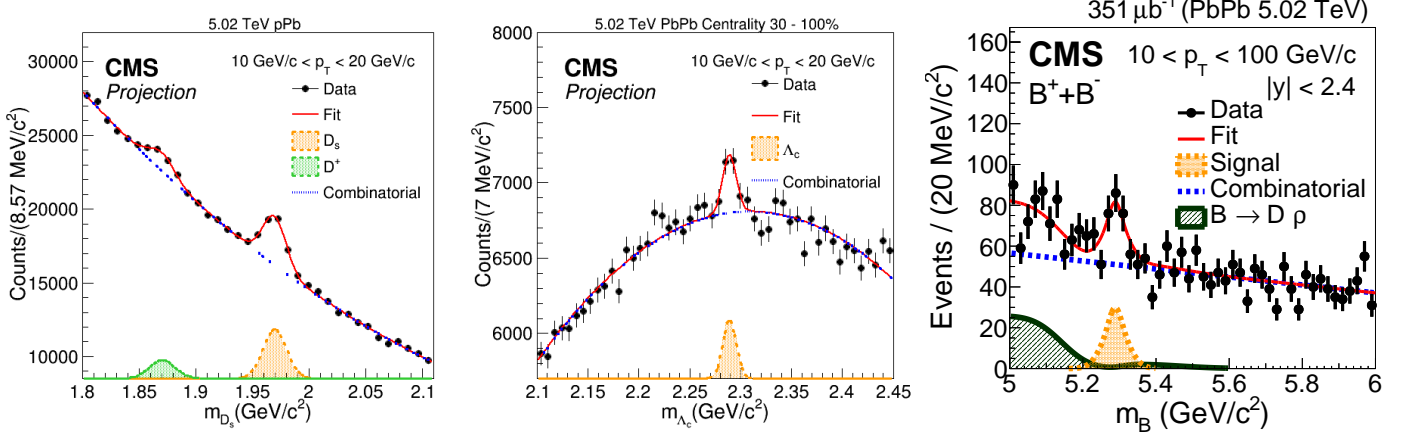 5.02 TeV pPb
CMS
Projection
10 GeV/c < p_T < 20 GeV/c
Data
Fit
D_s
D^+
Combinatorial
30000
25000
20000
15000
10000
Counts/(8.57 MeV/c²)
1.8 1.85 1.9 1.95 2 2.05 2.1
m_{D_s}(GeV/c²)
5.02 TeV PbPb Centrality 30 - 100%
CMS
Projection
10 GeV/c < p_T < 20 GeV/c
Data
Fit
Λ_c
Combinatorial
8000
7500
7000
6500
6000
Counts/(7 MeV/c²)
2.1 2.15 2.2 2.25 2.3 2.35 2.4 2.45
m_{Λ_c}(GeV/c²)
351 μb⁻¹ (PbPb 5.02 TeV)
CMS
B⁺+B⁻
10 < p_T < 100 GeV/c
|y| < 2.4
Data
Fit
Signal
Combinatorial
B → D ρ
160
140
120
100
80
60
40
20
0
Events / (20 MeV/c²)
5 5.2 5.4 5.6 5.8 6
m_B (GeV/c²)